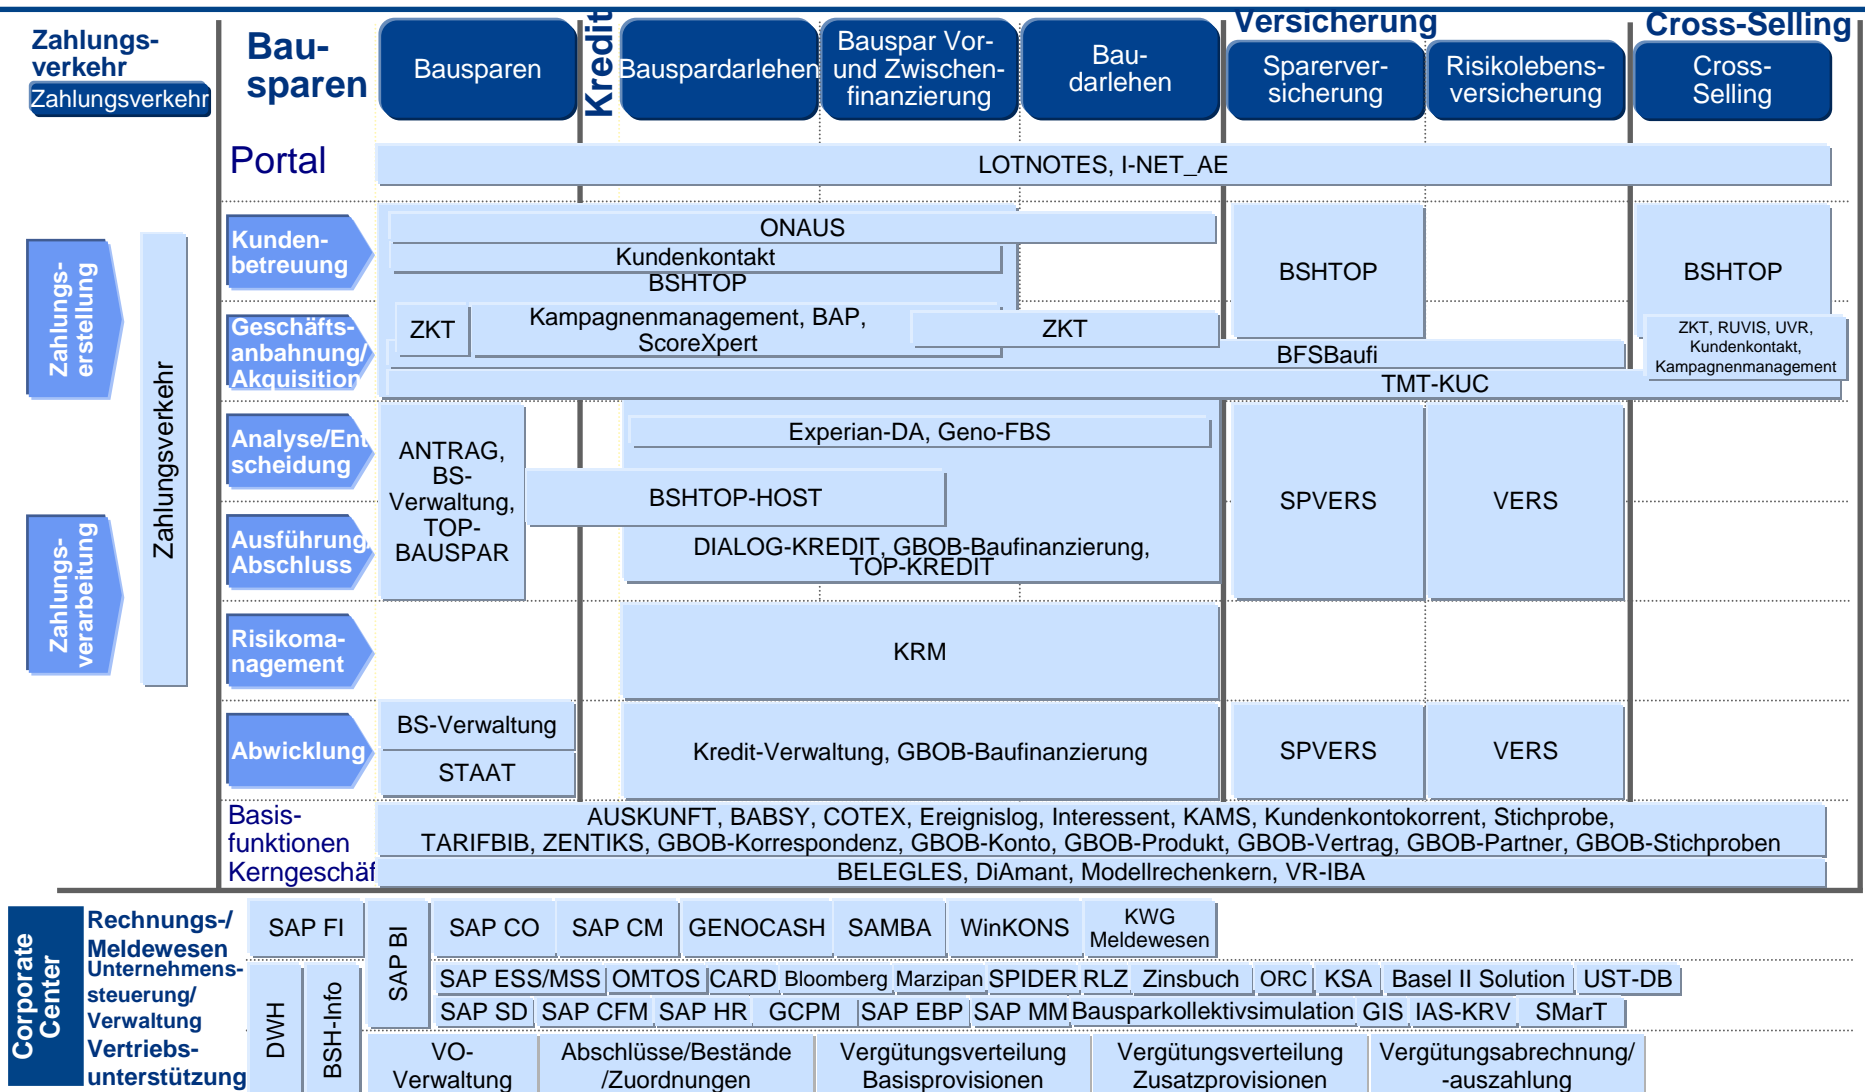 Zahlungs-
verkehr
Zahlungsverkehr
Bau-
sparen
Bausparen
Kredit
Bauspardarlehen
Bauspar Vor-
und Zwischen-
finanzierung
Bau-
darlehen
Versicherung
Sparerver-
sicherung
Risikolebens-
versicherung
Cross-Selling
Cross-
Selling
Portal
LOTNOTES, I-NET_AE
Zahlungs-
erstellung
Zahlungs-
verarbeitung
Zahlungsverkehr
Kunden-
betreuung
ONAUS
Kundenkontakt
BSHTOP
BSHTOP
BSHTOP
Geschäfts-
anbahnung/
Akquisition
ZKT
Kampagnenmanagement, BAP,
ScoreXpert
ZKT
BFSBaufi
TMT-KUC
ZKT, RUVIS, UVR,
Kundenkontakt,
Kampagnenmanagement
Analyse/Ent
scheidung
ANTRAG,
BS-
Verwaltung,
TOP-
BAUSPAR
Experian-DA, Geno-FBS
BSHTOP-HOST
SPVERS
VERS
Ausführung
Abschluss
DIALOG-KREDIT, GBOB-Baufinanzierung,
TOP-KREDIT
Risikoma-
nagement
KRM
Abwicklung
BS-Verwaltung
STAAT
Kredit-Verwaltung, GBOB-Baufinanzierung
SPVERS
VERS
Basis-
funktionen
Kerngeschäf
AUSKUNFT, BABSY, COTEX, Ereignislog, Interessent, KAMS, Kundenkontokorrent, Stichprobe,
TARIFBIB, ZENTIKS, GBOB-Korrespondenz, GBOB-Konto, GBOB-Produkt, GBOB-Vertrag, GBOB-Partner, GBOB-Stichproben
BELEGLES, DiAmant, Modellrechenkern, VR-IBA
Corporate
Center
Rechnungs-/
Meldewesen
SAP FI
SAP BI
SAP CO
SAP CM
GENOCASH
SAMBA
WinKONS
KWG
Meldewesen
Unternehmens-
steuerung/
Verwaltung
DWH
BSH-Info
SAP ESS/MSS
OMTOS
CARD
Bloomberg
Marzipan
SPIDER
RLZ
Zinsbuch
ORC
KSA
Basel II Solution
UST-DB
SAP SD
SAP CFM
SAP HR
GCPM
SAP EBP
SAP MM
Bausparkollektivsimulation
GIS
IAS-KRV
SMarT
Vertriebs-
unterstützung
VO-
Verwaltung
Abschlüsse/Bestände
/Zuordnungen
Vergütungsverteilung
Basisprovisionen
Vergütungsverteilung
Zusatzprovisionen
Vergütungsabrechnung/
-auszahlung